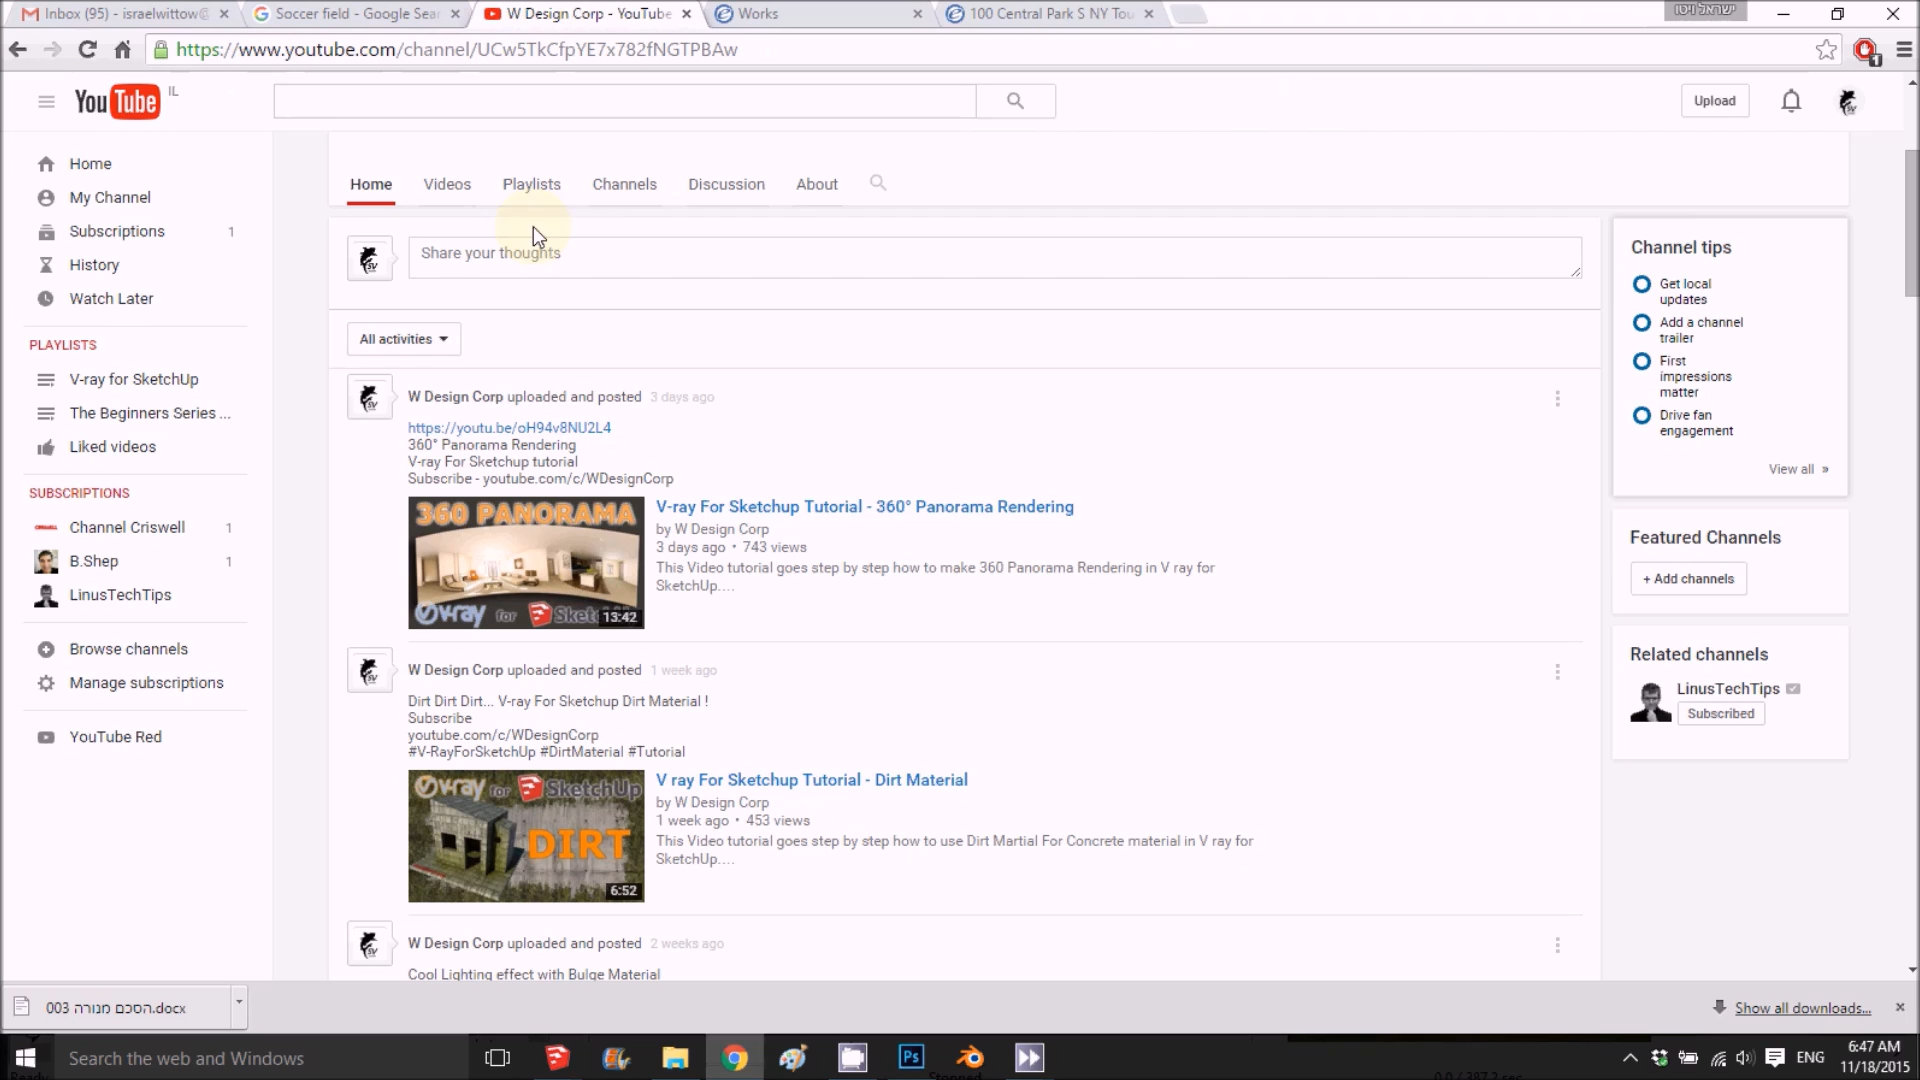 Inbox (95) - israelwittow@
Soccer field - Google Sea
W Design Corp - YouTube
Works
100 Central Park S NY Tou
ישראל ויטו
https://www.youtube.com/channel/UCw5TkCfpYE7x782fNGTPBAw
1
YouTube IL
Upload
Home
My Channel
Subscriptions 1
History
Watch Later
PLAYLISTS
V-ray for SketchUp
The Beginners Series ...
Liked videos
SUBSCRIPTIONS
Channel Criswell 1
B.Shep 1
LinusTechTips
Browse channels
Manage subscriptions
YouTube Red
Home Videos Playlists Channels Discussion About
Share your thoughts
All activities
W Design Corp uploaded and posted 3 days ago
https://youtu.be/oH94v8NU2L4
360° Panorama Rendering
V-ray For Sketchup tutorial
Subscribe - youtube.com/c/WDesignCorp
360 PANORAMA
v-ray for
13:42
V-ray For Sketchup Tutorial - 360° Panorama Rendering
by W Design Corp
3 days ago • 743 views
This Video tutorial goes step by step how to make 360 Panorama Rendering in V ray for
SketchUp....
W Design Corp uploaded and posted 1 week ago
Dirt Dirt Dirt... V-ray For Sketchup Dirt Material !
Subscribe
youtube.com/c/WDesignCorp
#V-RayForSketchUp #DirtMaterial #Tutorial
v-ray for SketchUp
DIRT
6:52
V ray For Sketchup Tutorial - Dirt Material
by W Design Corp
1 week ago • 453 views
This Video tutorial goes step by step how to use Dirt Martial For Concrete material in V ray for
SketchUp....
W Design Corp uploaded and posted 2 weeks ago
Cool Lighting effect with Bulge Material
Channel tips
Get local
updates
Add a channel
trailer
First
impressions
matter
Drive fan
engagement
View all »
Featured Channels
+ Add channels
Related channels
LinusTechTips
Subscribed
הסכם מנורה 003.docx
Show all downloads...
Search the web and Windows
Ps
ENG
6:47 AM
11/18/2015